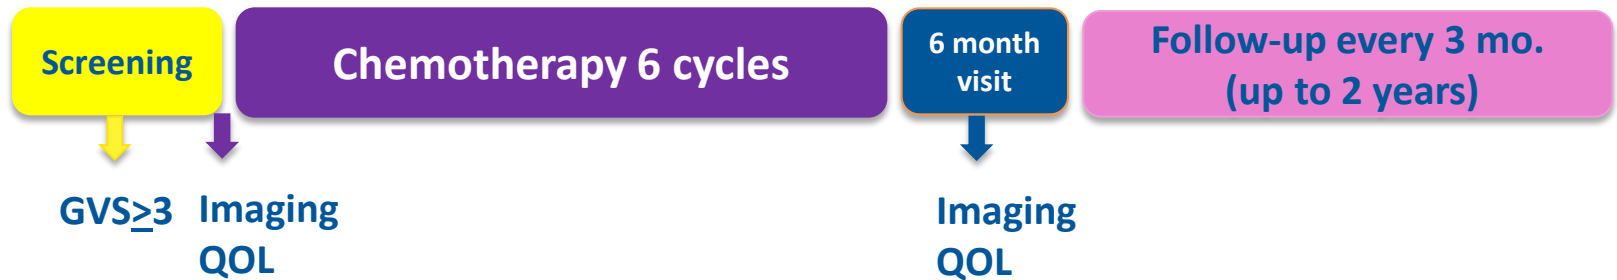 Screening
Chemotherapy 6 cycles
6 month
visit
Follow-up every 3 mo.
(up to 2 years)
GVS≥3
Imaging
QOL
Imaging
QOL